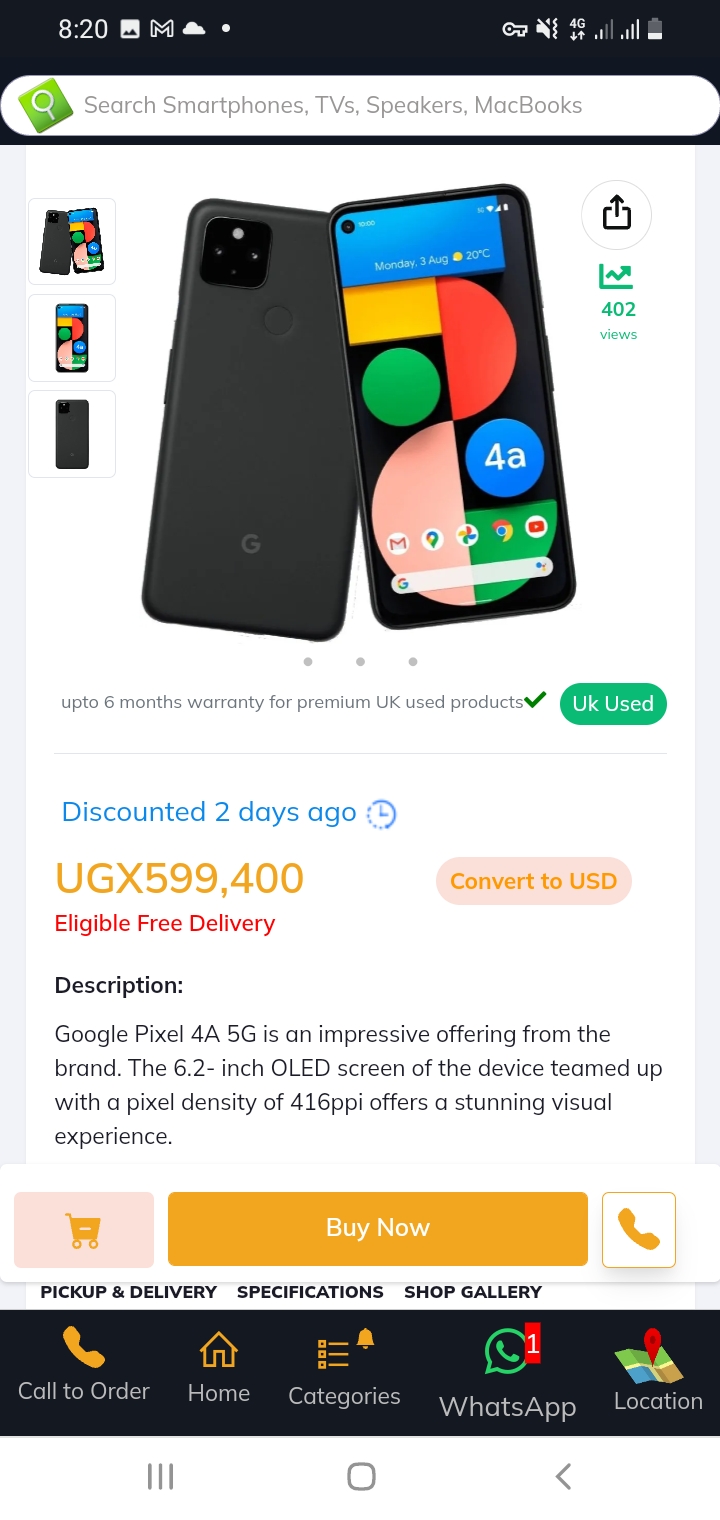 8:20
4G
Search Smartphones, TVs, Speakers, MacBooks
10:00
Monday, 3 Aug 20°C
4a
G
402
views
upto 6 months warranty for premium UK used products
Uk Used
Discounted 2 days ago
UGX599,400
Convert to USD
Eligible Free Delivery
Description:
Google Pixel 4A 5G is an impressive offering from the
brand. The 6.2- inch OLED screen of the device teamed up
with a pixel density of 416ppi offers a stunning visual
experience.
Buy Now
PICKUP & DELIVERY SPECIFICATIONS SHOP GALLERY
1
Call to Order Home Categories WhatsApp Location